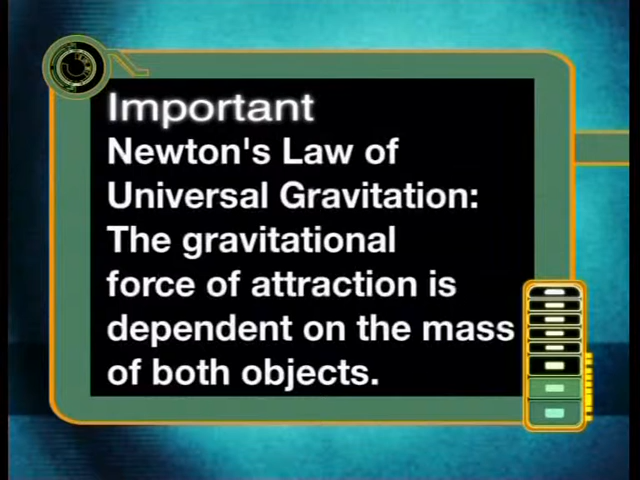 Important
Newton's Law of
Universal Gravitation:
The gravitational
force of attraction is
dependent on the mass
of both objects.